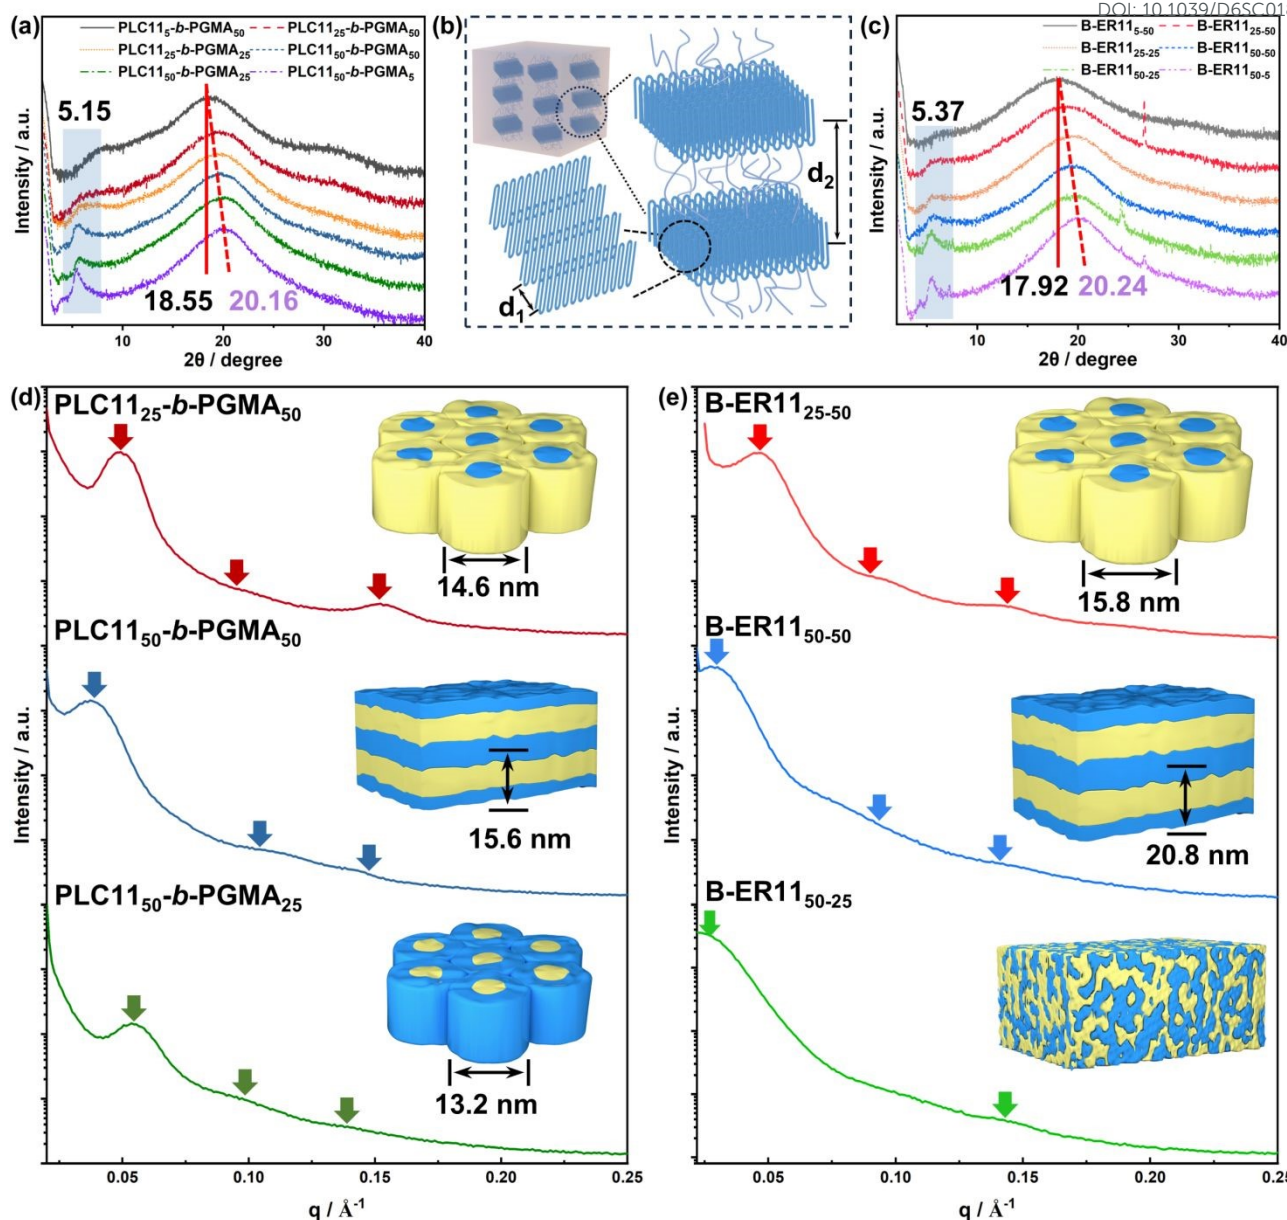 DOI: 10.1039/D6SC01
(a)
PLC11₅-b-PGMA₅₀ PLC11₂₅-b-PGMA₅₀
PLC11₂₅-b-PGMA₂₅ PLC11₅₀-b-PGMA₅₀
PLC11₅₀-b-PGMA₂₅ PLC11₅₀-b-PGMA₅
5.15
18.55 20.16
Intensity / a.u.
10 20 30 40
2θ / degree
(b)
d₁
d₂
(c)
B-ER11₅₋₅₀ B-ER11₂₅₋₅₀
B-ER11₂₅₋₂₅ B-ER11₅₀₋₅₀
B-ER11₅₀₋₂₅ B-ER11₅₀₋₅
5.37
17.92 20.24
Intensity / a.u.
10 20 30 40
2θ / degree
(d)
PLC11₂₅-b-PGMA₅₀
14.6 nm
PLC11₅₀-b-PGMA₅₀
15.6 nm
PLC11₅₀-b-PGMA₂₅
13.2 nm
Intensity / a.u.
0.05 0.10 0.15 0.20 0.25
q / Å⁻¹
(e)
B-ER11₂₅₋₅₀
15.8 nm
B-ER11₅₀₋₅₀
20.8 nm
B-ER11₅₀₋₂₅
Intensity / a.u.
0.05 0.10 0.15 0.20 0.25
q / Å⁻¹